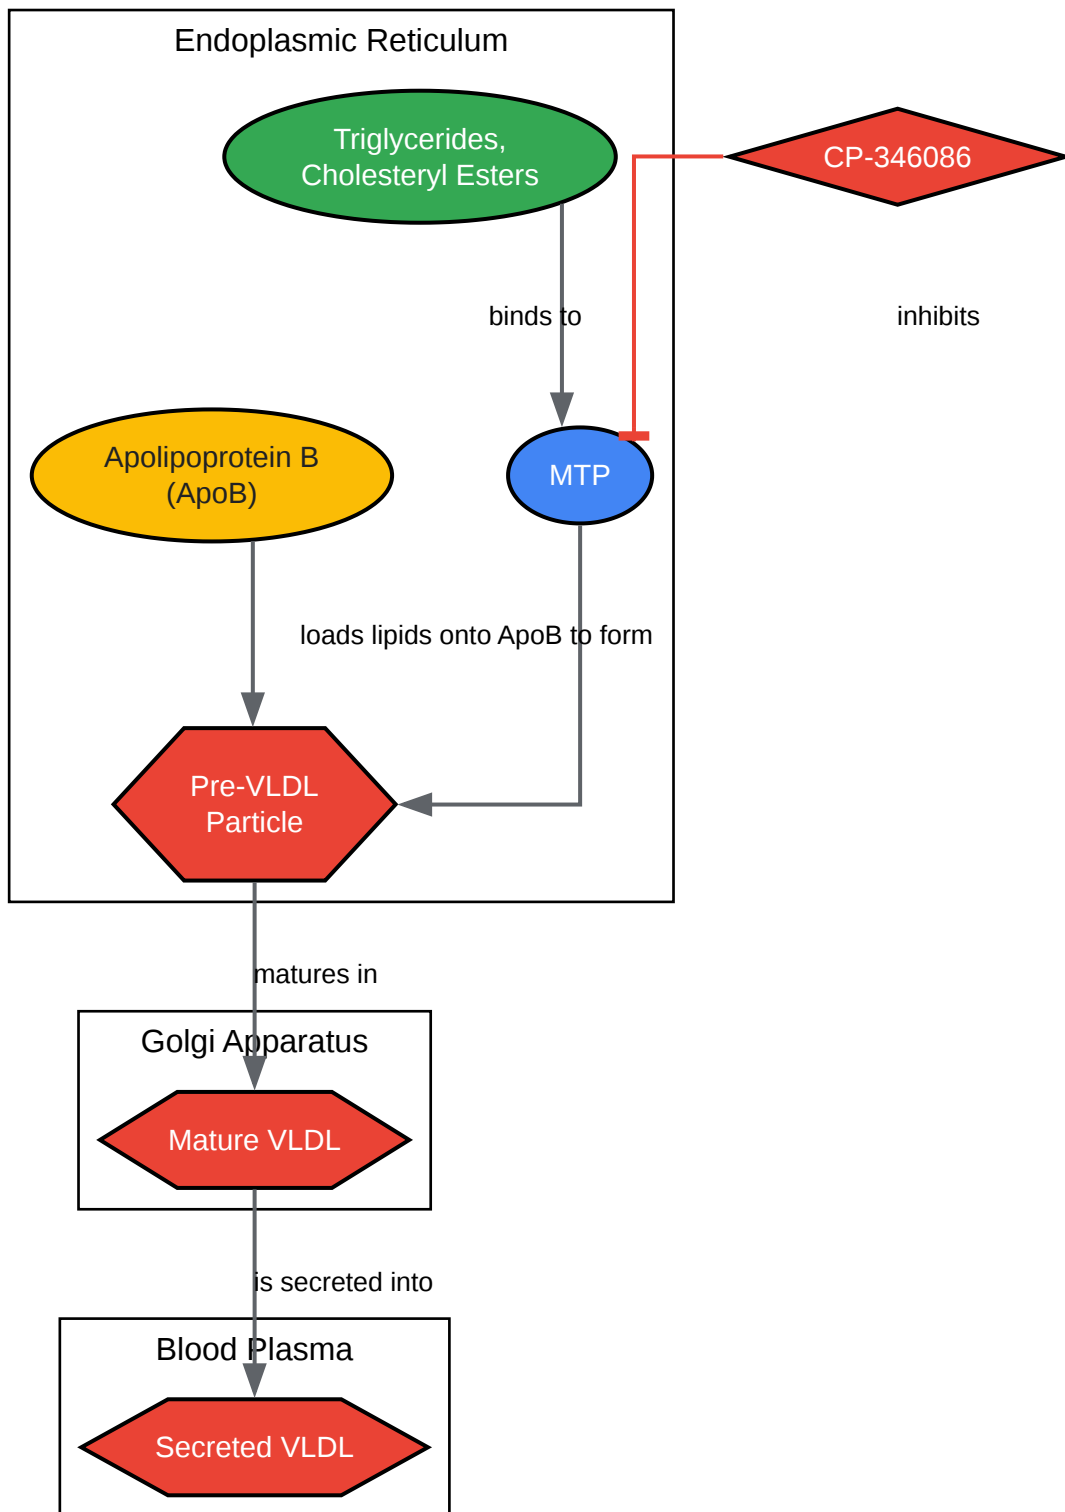 Endoplasmic Reticulum
Triglycerides,
Cholesteryl Esters
CP-346086
binds to
inhibits
Apolipoprotein B
(ApoB)
MTP
loads lipids onto ApoB to form
Pre-VLDL
Particle
matures in
Golgi Apparatus
Mature VLDL
is secreted into
Blood Plasma
Secreted VLDL